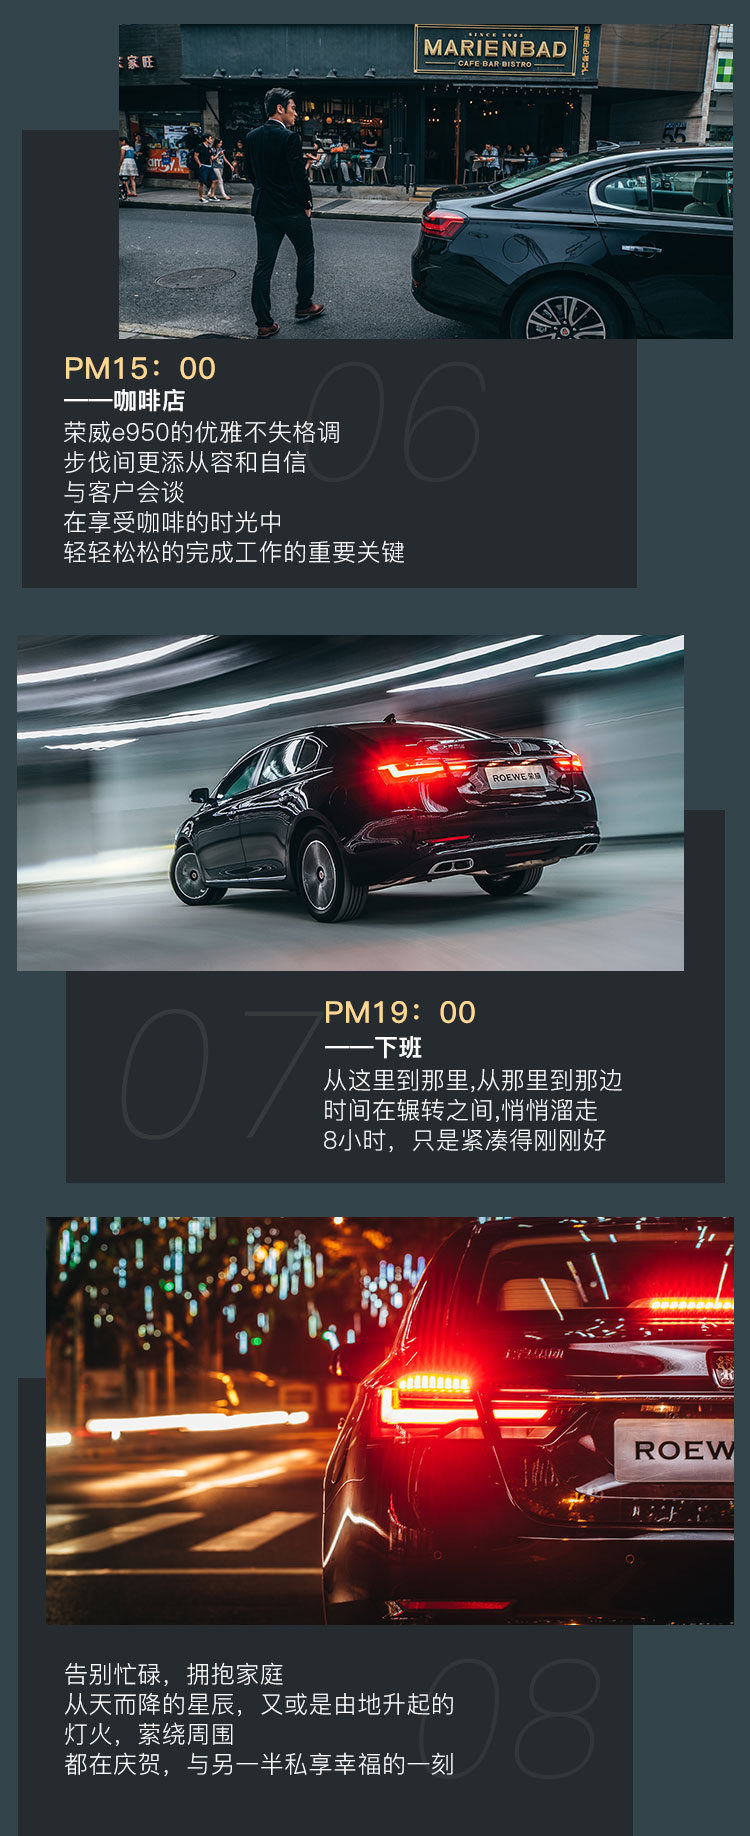 家旺
SINCE 2002
MARIENBAD
CAFE·BAR·BISTRO
55
PM15：00
——咖啡店
06
荣威e950的优雅不失格调
步伐间更添从容和自信
与客户会谈
在享受咖啡的时光中
轻轻松松的完成工作的重要关键
ROEWE 荣威
07
PM19：00
——下班
从这里到那里,从那里到那边
时间在辗转之间,悄悄溜走
8小时，只是紧凑得刚刚好
ROEW
08
告别忙碌，拥抱家庭
从天而降的星辰，又或是由地升起的
灯火，萦绕周围
都在庆贺，与另一半私享幸福的一刻